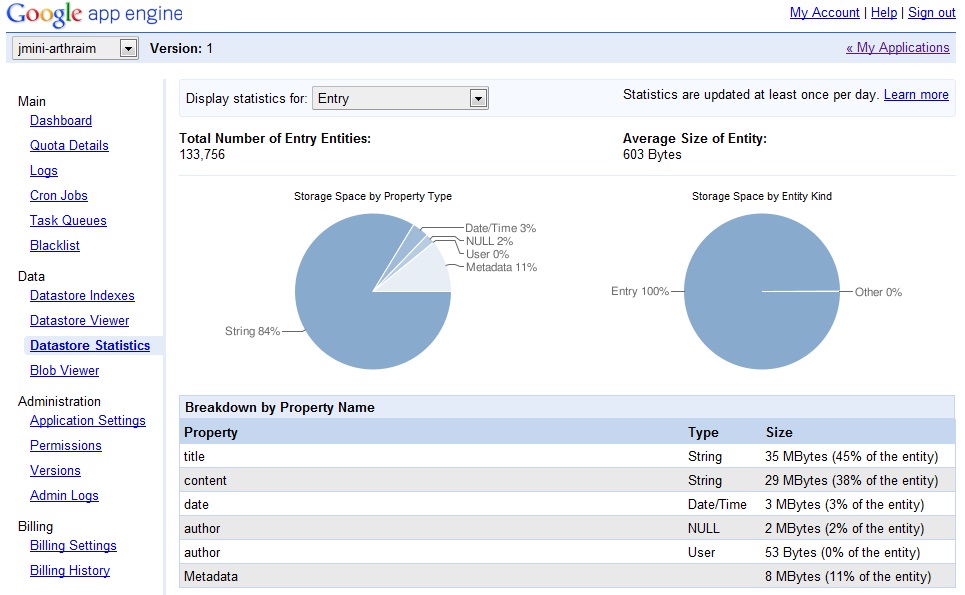 Google app engine
My Account | Help | Sign out
jmini-arthraim Version: 1
« My Applications
Main
Dashboard
Quota Details
Logs
Cron Jobs
Task Queues
Blacklist
Data
Datastore Indexes
Datastore Viewer
Datastore Statistics
Blob Viewer
Administration
Application Settings
Permissions
Versions
Admin Logs
Billing
Billing Settings
Billing History
Display statistics for: Entry
Statistics are updated at least once per day. Learn more
Total Number of Entry Entities:
133,756
Average Size of Entity:
603 Bytes
Storage Space by Property Type
Date/Time 3%
NULL 2%
User 0%
Metadata 11%
String 84%
Storage Space by Entity Kind
Entry 100%
Other 0%
Breakdown by Property Name
Property Type Size
title String 35 MBytes (45% of the entity)
content String 29 MBytes (38% of the entity)
date Date/Time 3 MBytes (3% of the entity)
author NULL 2 MBytes (2% of the entity)
author User 53 Bytes (0% of the entity)
Metadata 8 MBytes (11% of the entity)